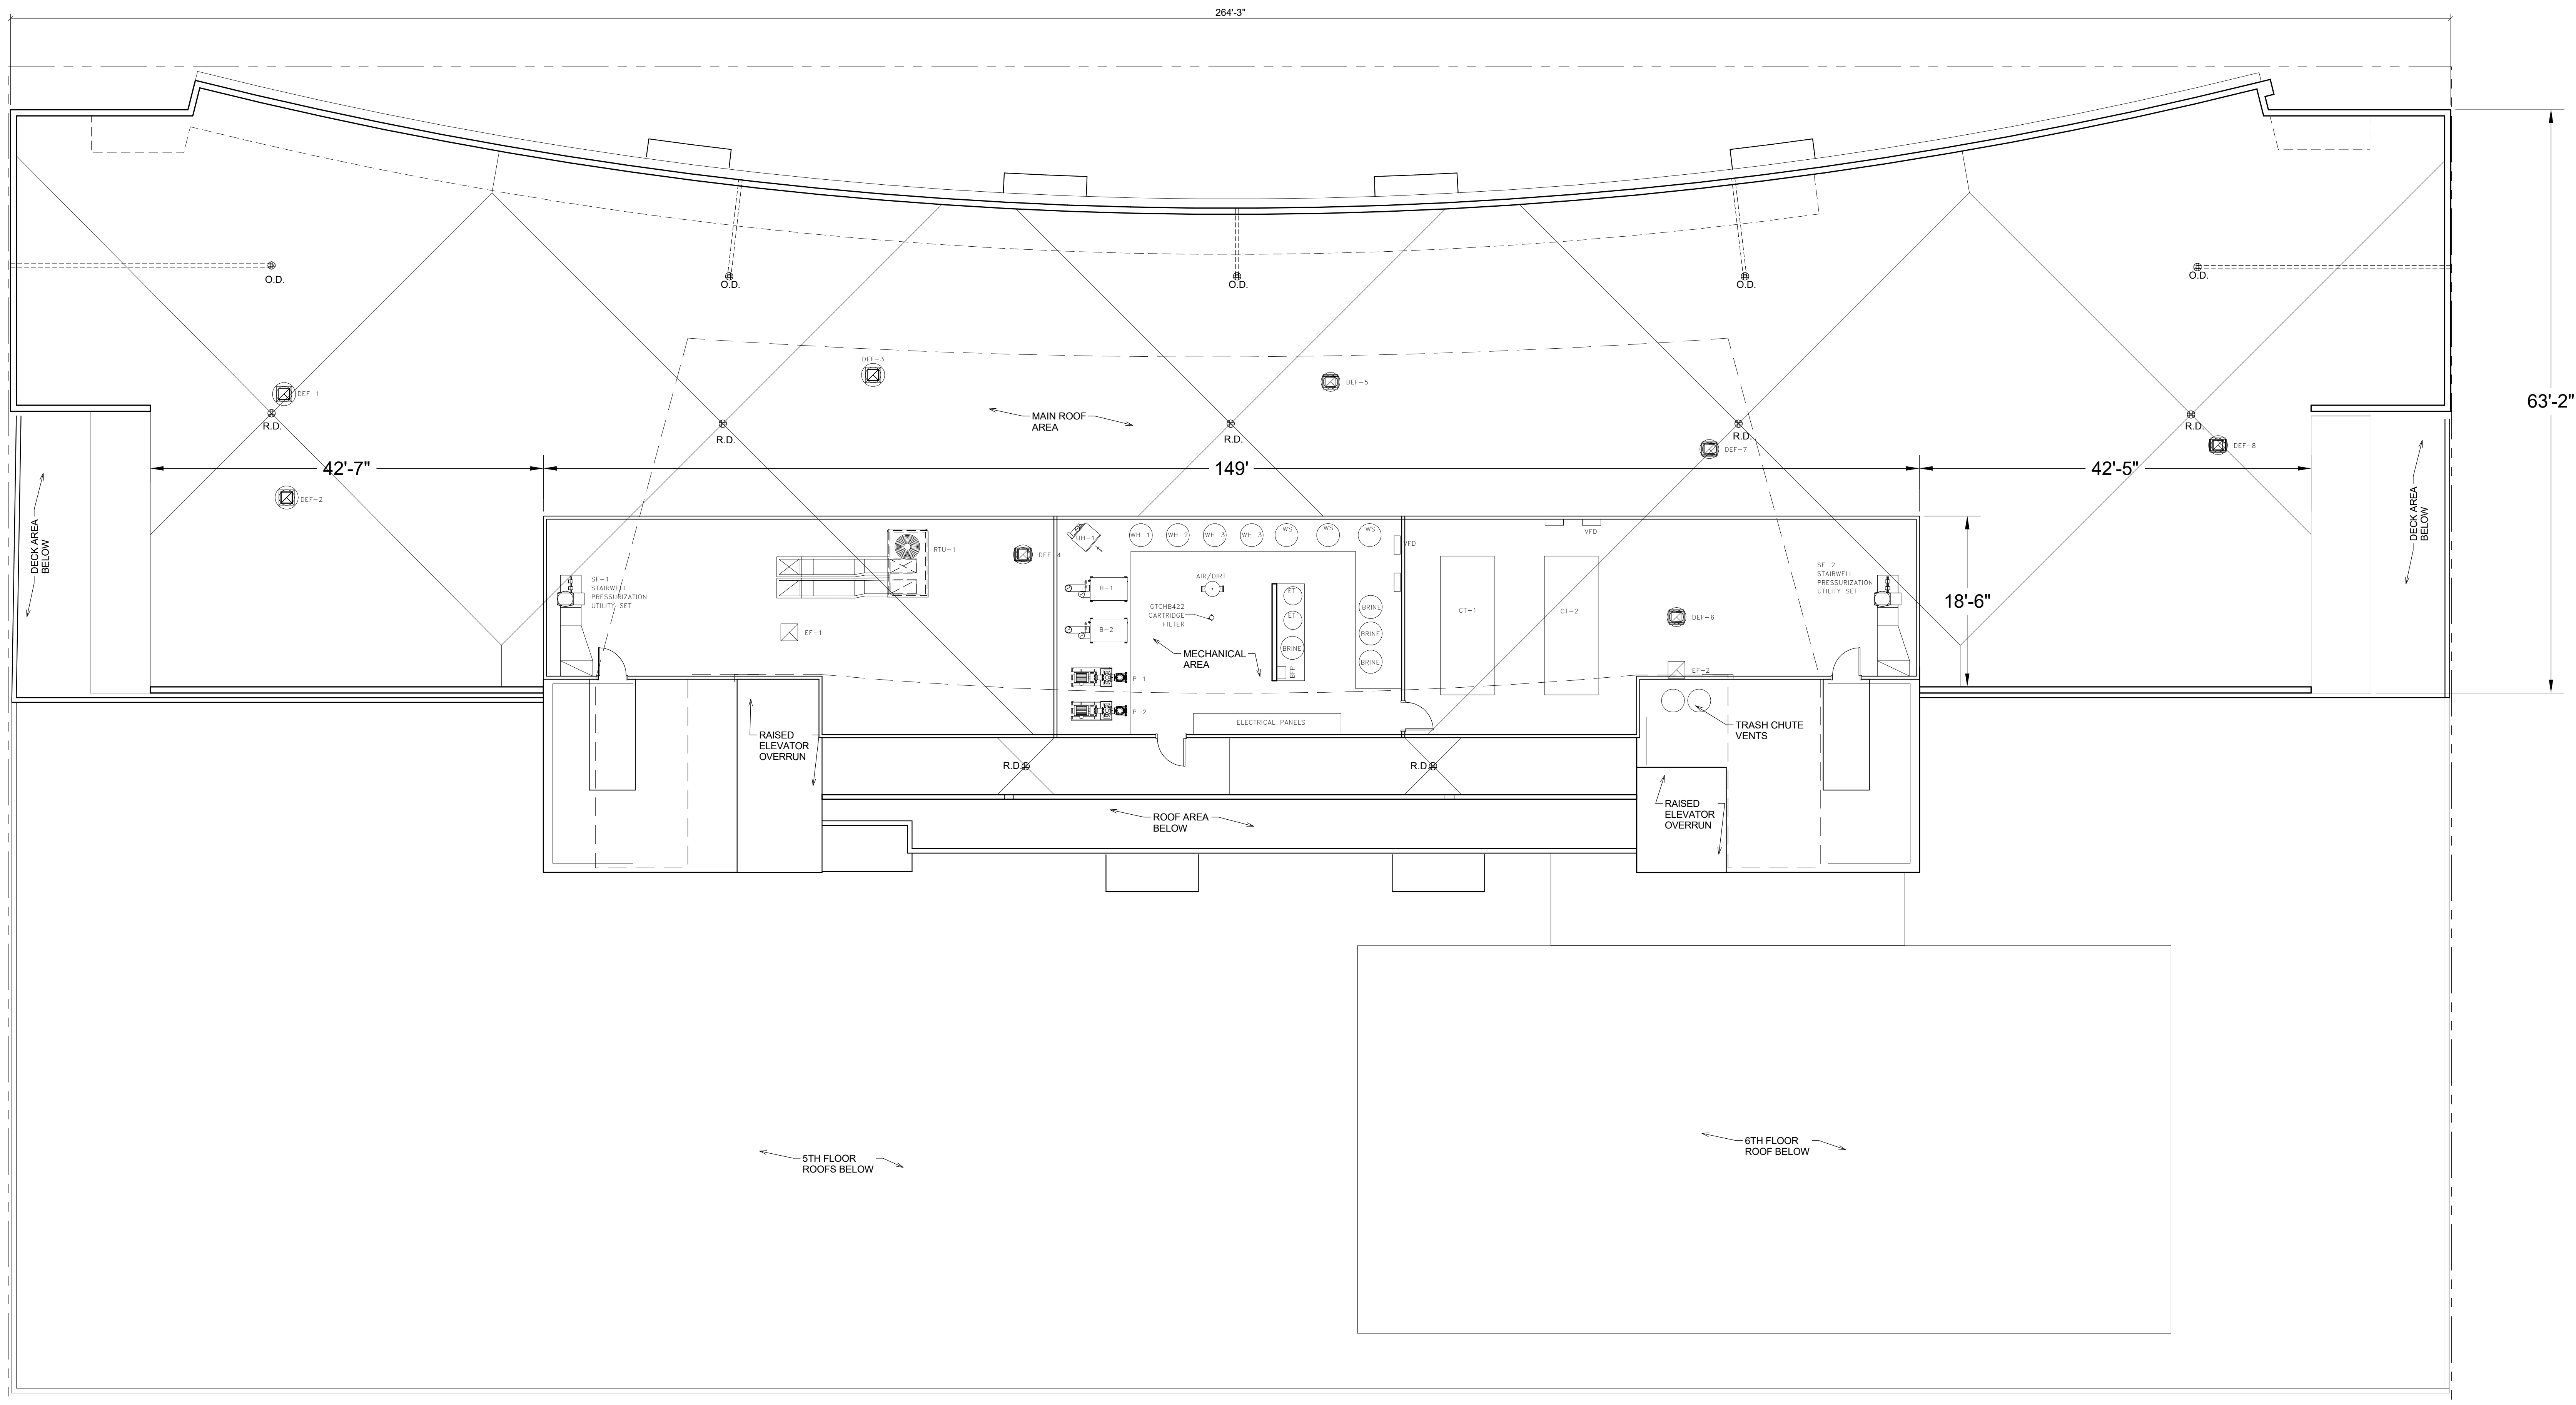 264'-3"
O.D.
O.D.
O.D.
O.D.
O.D.
DEF-3
DEF-5
DEF-1
63'-2"
MAIN ROOF
AREA
R.D.
R.D.
R.D.
R.D.
R.D.
DEF-7
DEF-8
42'-7"
149'
42'-5"
DEF-2
DECK AREA
BELOW
DECK AREA
BELOW
UH-1
WH-1
WH-2
WH-3
WH-3
WS
WS
WS
VFD
VFD
RTU-1
DEF-4
SF-1
STAIRWELL
PRESSURIZATION
UTILITY SET
SF-2
STAIRWELL
PRESSURIZATION
UTILITY SET
AIR/DIRT
B-1
ET
GTCHB422
CARTRIDGE
FILTER
BRINE
CT-1
CT-2
18'-6"
ET
DEF-6
EF-1
B-2
BRINE
BRINE
MECHANICAL
AREA
BRINE
BFP
EF-2
P-1
P-2
ELECTRICAL PANELS
TRASH CHUTE
VENTS
RAISED
ELEVATOR
OVERRUN
R.D.
R.D.
RAISED
ELEVATOR
OVERRUN
ROOF AREA
BELOW
5TH FLOOR
ROOFS BELOW
6TH FLOOR
ROOF BELOW